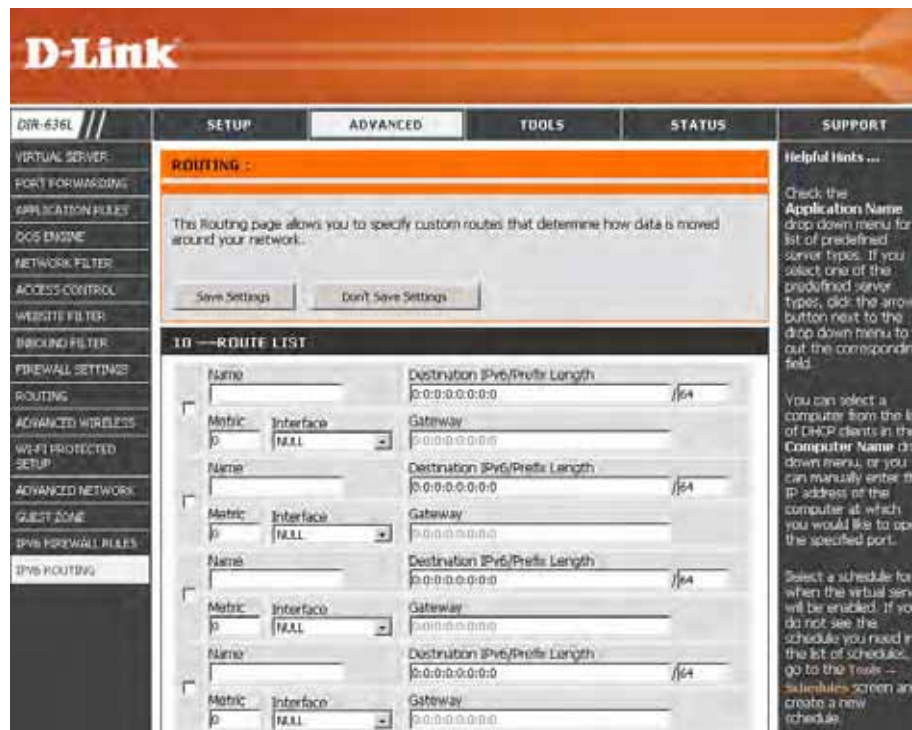 D-Link
DIR-636L
SETUP
ADVANCED
TOOLS
STATUS
SUPPORT
VIRTUAL SERVER
PORT FORWARDING
APPLICATION RULES
QOS ENGINE
NETWORK FILTER
ACCESS CONTROL
WEBSITE FILTER
INBOUND FILTER
FIREWALL SETTINGS
ROUTING
ADVANCED WIRELESS
WI-FI PROTECTED
SETUP
ADVANCED NETWORK
GUEST ZONE
IPV6 FIREWALL RULES
IPV6 ROUTING
ROUTING :
This Routing page allows you to specify custom routes that determine how data is moved
around your network.
Save Settings
Don't Save Settings
10 --ROUTE LIST
Name
Destination IPv6/Prefix Length
0:0:0:0:0:0:0:0
/64
Metric
Interface
Gateway
0
NULL
0:0:0:0:0:0:0:0
Name
Destination IPv6/Prefix Length
0:0:0:0:0:0:0:0
/64
Metric
Interface
Gateway
0
NULL
0:0:0:0:0:0:0:0
Name
Destination IPv6/Prefix Length
0:0:0:0:0:0:0:0
/64
Metric
Interface
Gateway
0
NULL
0:0:0:0:0:0:0:0
Name
Destination IPv6/Prefix Length
0:0:0:0:0:0:0:0
/64
Metric
Interface
Gateway
0
NULL
0:0:0:0:0:0:0:0
Helpful Hints ...
Check the
Application Name
drop down menu for
list of predefined
server types. If you
select one of the
predefined server
types, click the arrow
button next to the
drop down menu to
out the correspondin
field.
You can select a
computer from the li
of DHCP clients in the
Computer Name dr
down menu, or you
can manually enter th
IP address of the
computer at which
you would like to ope
the specified port.
Select a schedule for
when the virtual serv
will be enabled. If you
do not see the
schedule you need in
the list of schedules,
go to the Tools --
Schedules screen and
create a new
schedule.